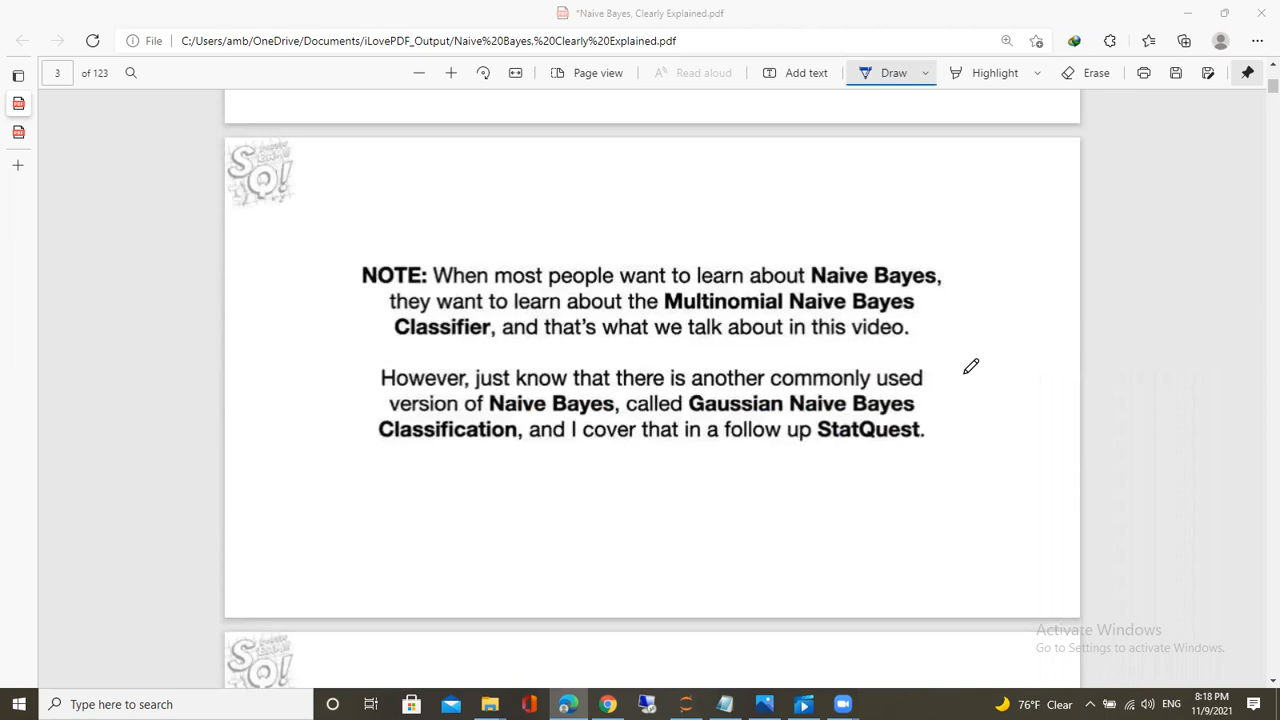 *Naive Bayes, Clearly Explained.pdf
File C:/Users/amb/OneDrive/Documents/iLovePDF_Output/Naive%20Bayes,%20Clearly%20Explained.pdf
3 of 123 Page view Read aloud Add text Draw Highlight Erase
SQ!
NOTE: When most people want to learn about Naive Bayes,
they want to learn about the Multinomial Naive Bayes
Classifier, and that's what we talk about in this video.
However, just know that there is another commonly used
version of Naive Bayes, called Gaussian Naive Bayes
Classification, and I cover that in a follow up StatQuest.
Activate Windows
Go to Settings to activate Windows.
SQ!
Type here to search
76°F Clear ENG 8:18 PM
11/9/2021